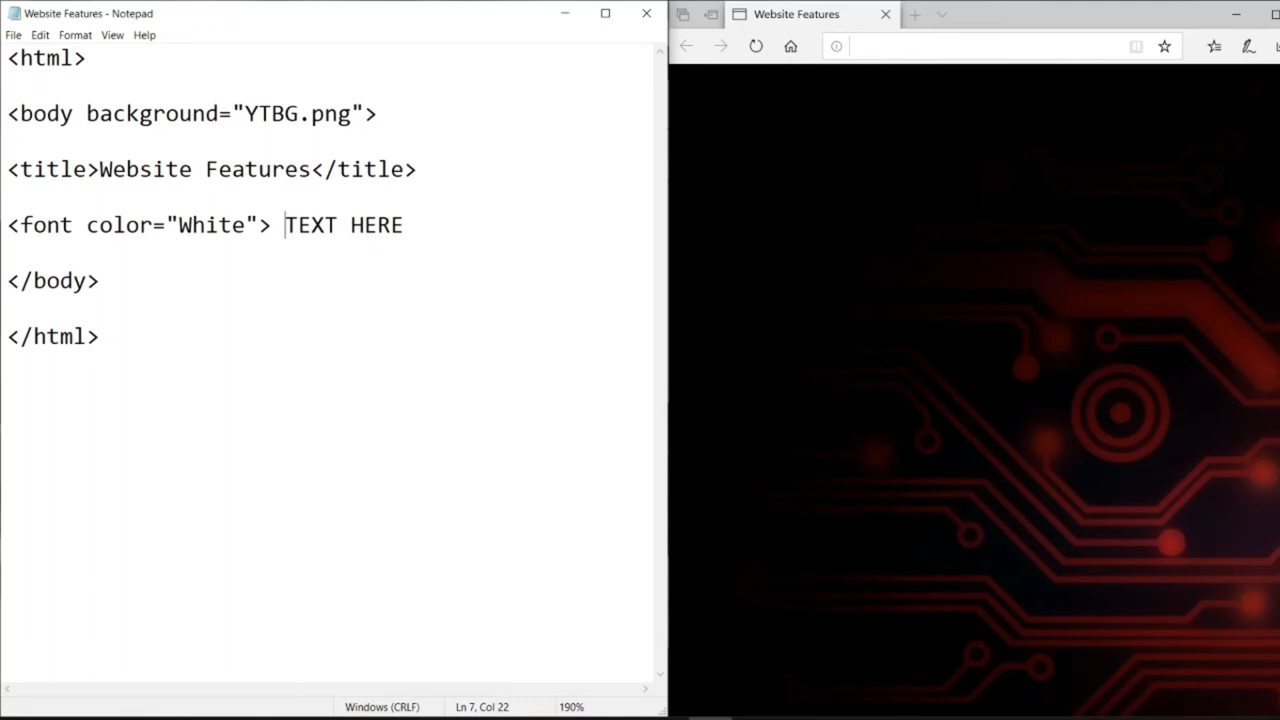 Website Features - Notepad
File Edit Format View Help
<html>
<body background="YTBG.png">
<title>Website Features</title>
<font color="White"> TEXT HERE
</body>
</html>
Windows (CRLF) Ln 7, Col 22 190%
Website Features